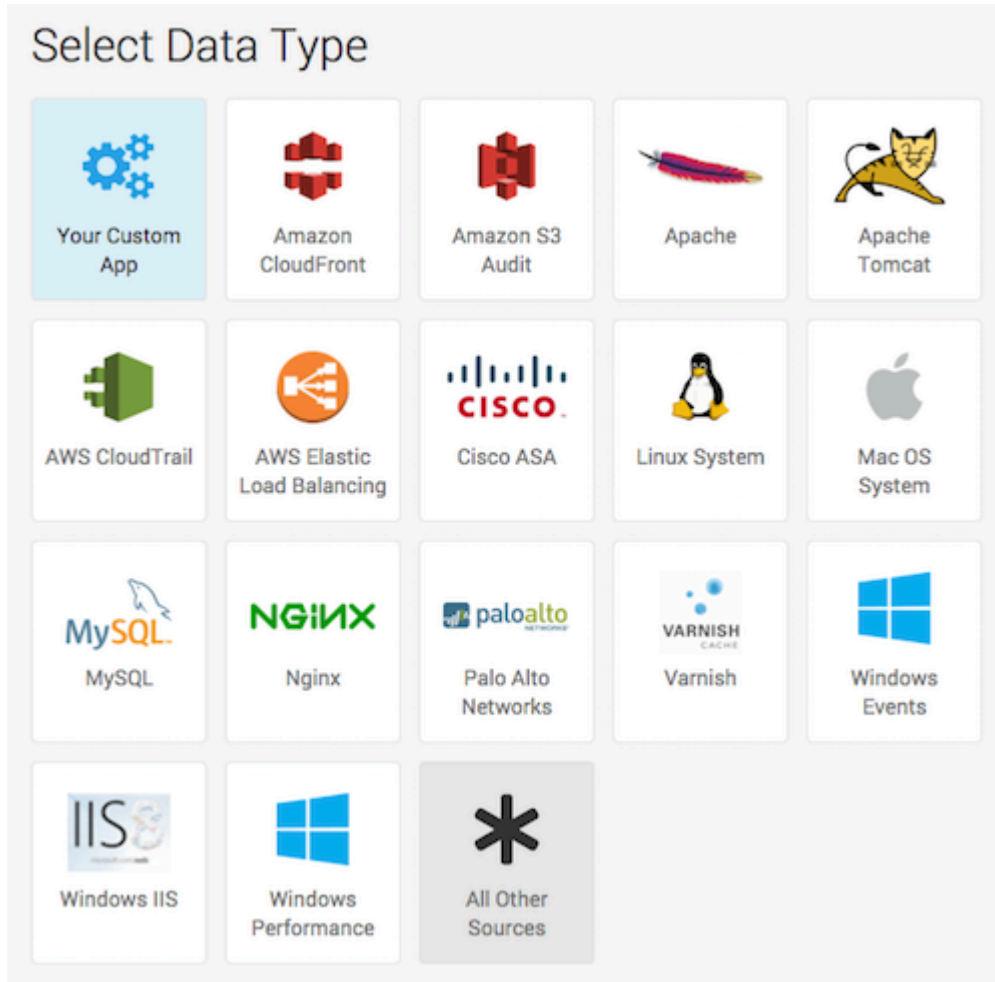 Select Data Type
Your Custom
App
Amazon
CloudFront
Amazon S3
Audit
Apache
Apache
Tomcat
AWS CloudTrail
AWS Elastic
Load Balancing
CISCO
Cisco ASA
Linux System
Mac OS
System
MySQL
MySQL
NGiNX
Nginx
paloalto
NETWORKS
Palo Alto
Networks
VARNISH
CACHE
Varnish
Windows
Events
IIS8
Windows IIS
Windows
Performance
All Other
Sources